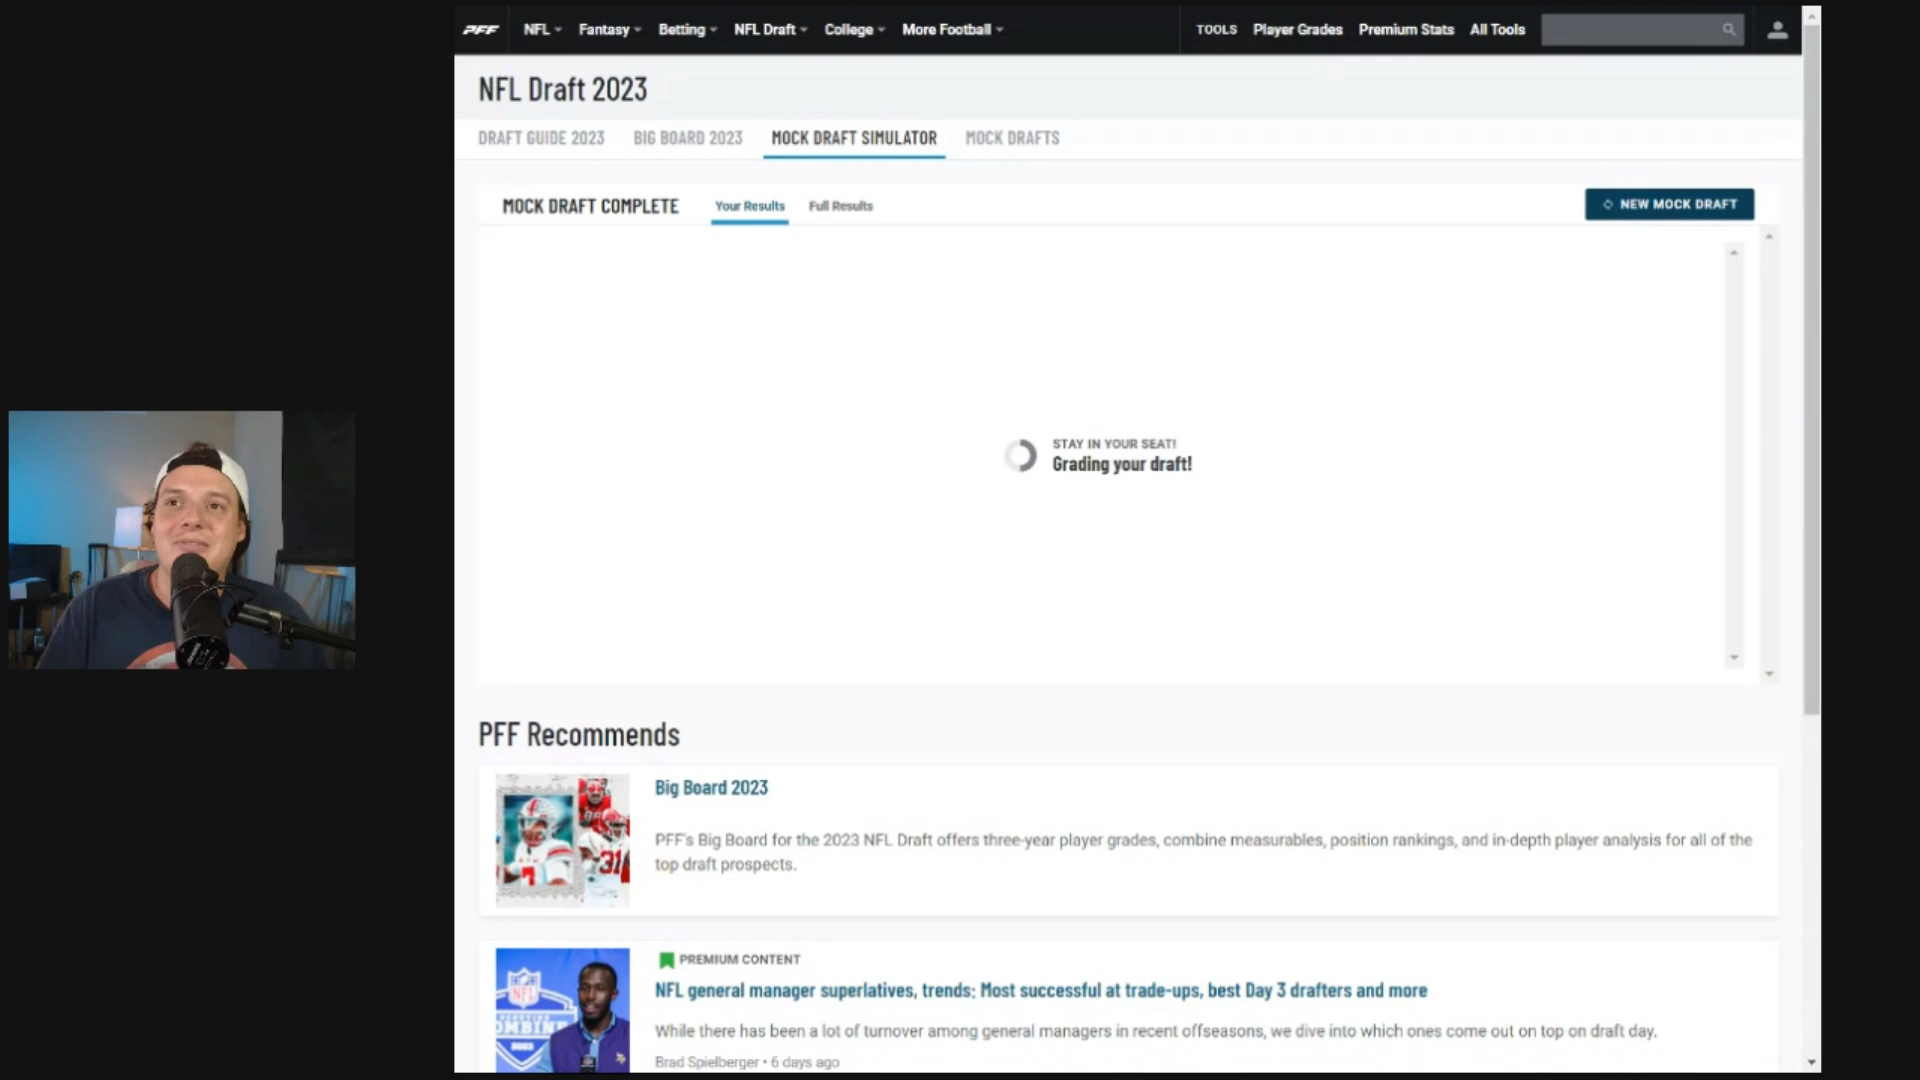 PFF NFL Fantasy Betting NFL Draft College More Football TOOLS Player Grades Premium Stats All Tools
NFL Draft 2023
DRAFT GUIDE 2023 BIG BOARD 2023 MOCK DRAFT SIMULATOR MOCK DRAFTS
MOCK DRAFT COMPLETE Your Results Full Results NEW MOCK DRAFT
STAY IN YOUR SEAT!
Grading your draft!
PFF Recommends
Big Board 2023
PFF's Big Board for the 2023 NFL Draft offers three-year player grades, combine measurables, position rankings, and in-depth player analysis for all of the
top draft prospects.
7
31
PREMIUM CONTENT
NFL general manager superlatives, trends: Most successful at trade-ups, best Day 3 drafters and more
While there has been a lot of turnover among general managers in recent offseasons, we dive into which ones come out on top on draft day.
Brad Spielberger • 6 days ago
NFL
2023